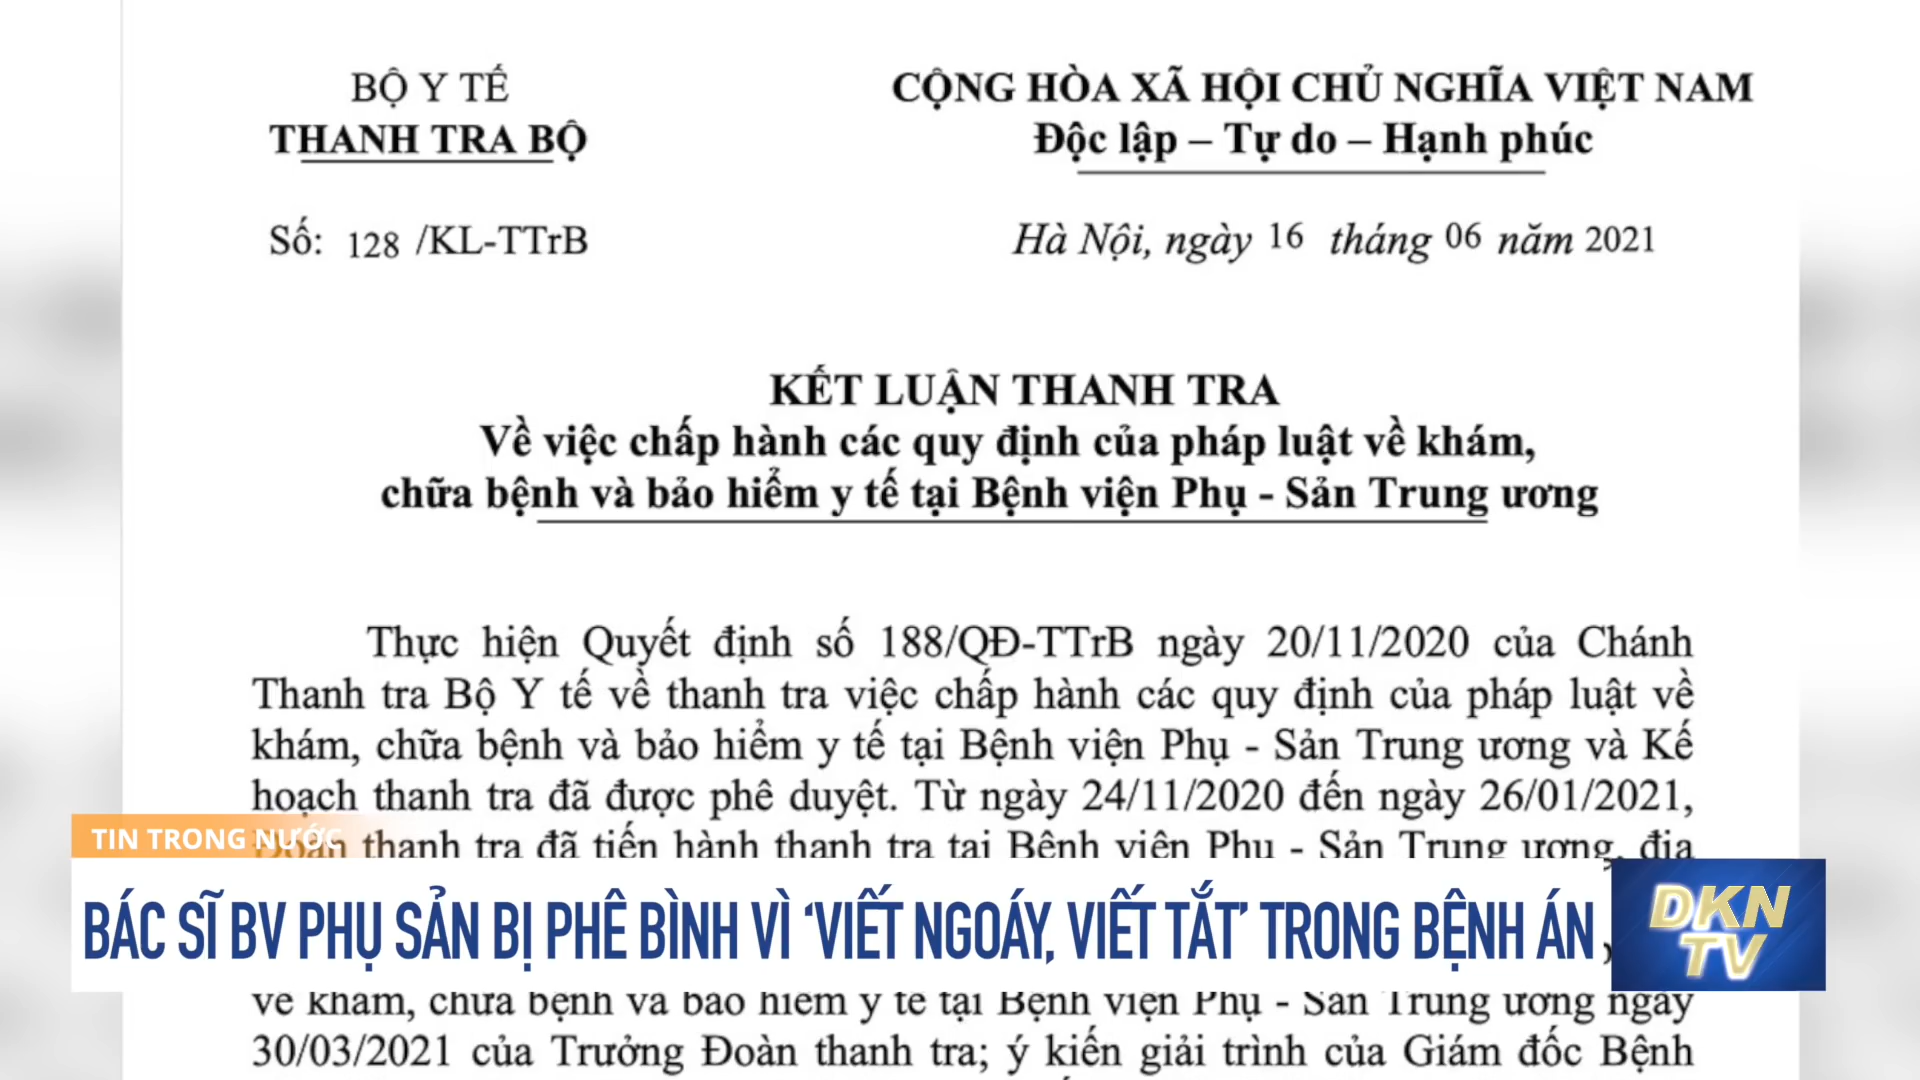 BỘ Y TẾ
THANH TRA BỘ
CỘNG HÒA XÃ HỘI CHỦ NGHĨA VIỆT NAM
Độc lập – Tự do – Hạnh phúc
Số: 128 /KL-TTrB
Hà Nội, ngày 16 tháng 06 năm 2021
KẾT LUẬN THANH TRA
Về việc chấp hành các quy định của pháp luật về khám,
chữa bệnh và bảo hiểm y tế tại Bệnh viện Phụ - Sản Trung ương
Thực hiện Quyết định số 188/QĐ-TTrB ngày 20/11/2020 của Chánh
Thanh tra Bộ Y tế về thanh tra việc chấp hành các quy định của pháp luật về
khám, chữa bệnh và bảo hiểm y tế tại Bệnh viện Phụ - Sản Trung ương và Kế
hoạch thanh tra đã được phê duyệt. Từ ngày 24/11/2020 đến ngày 26/01/2021,
Đoàn thanh tra đã tiến hành thanh tra tại Bệnh viện Phụ - Sản Trung ương, địa
TIN TRONG NƯỚC
BÁC SĨ BV PHỤ SẢN BỊ PHÊ BÌNH VÌ ‘VIẾT NGOÁY, VIẾT TẮT’ TRONG BỆNH ÁN
DKN
TV
về khám, chữa bệnh và bảo hiểm y tế tại Bệnh viện Phụ - Sản Trung ương ngày
30/03/2021 của Trưởng Đoàn thanh tra; ý kiến giải trình của Giám đốc Bệnh